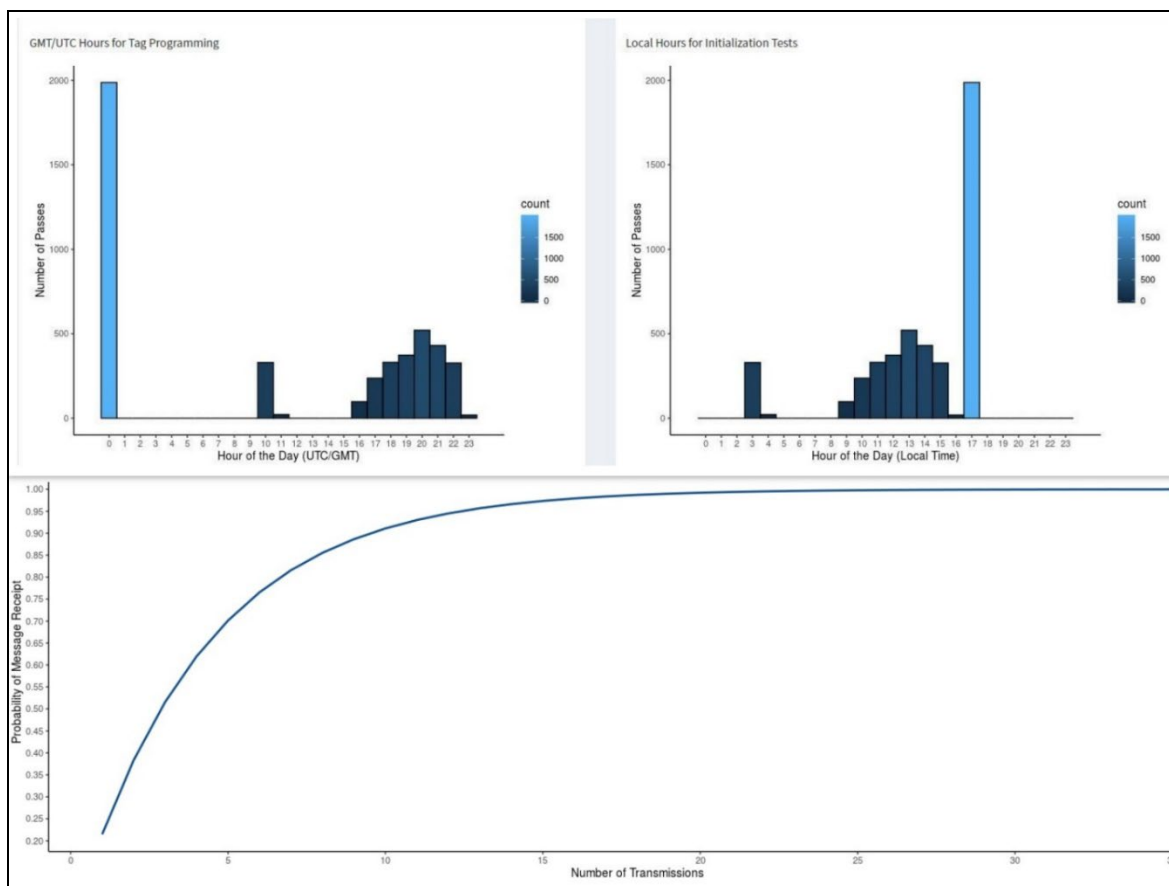 GMT/UTC Hours for Tag Programming
2000
1500
1000
500
0
Number of Passes
0 1 2 3 4 5 6 7 8 9 10 11 12 13 14 15 16 17 18 19 20 21 22 23
Hour of the Day (UTC/GMT)
count
1500
1000
500
0
Local Hours for Initialization Tests
2000
1500
1000
500
0
Number of Passes
0 1 2 3 4 5 6 7 8 9 10 11 12 13 14 15 16 17 18 19 20 21 22 23
Hour of the Day (Local Time)
count
1500
1000
500
0
1.00
0.95
0.90
0.85
0.80
0.75
0.70
0.65
0.60
0.55
0.50
0.45
0.40
0.35
0.30
0.25
0.20
Probability of Message Receipt
0 5 10 15 20 25 30
Number of Transmissions